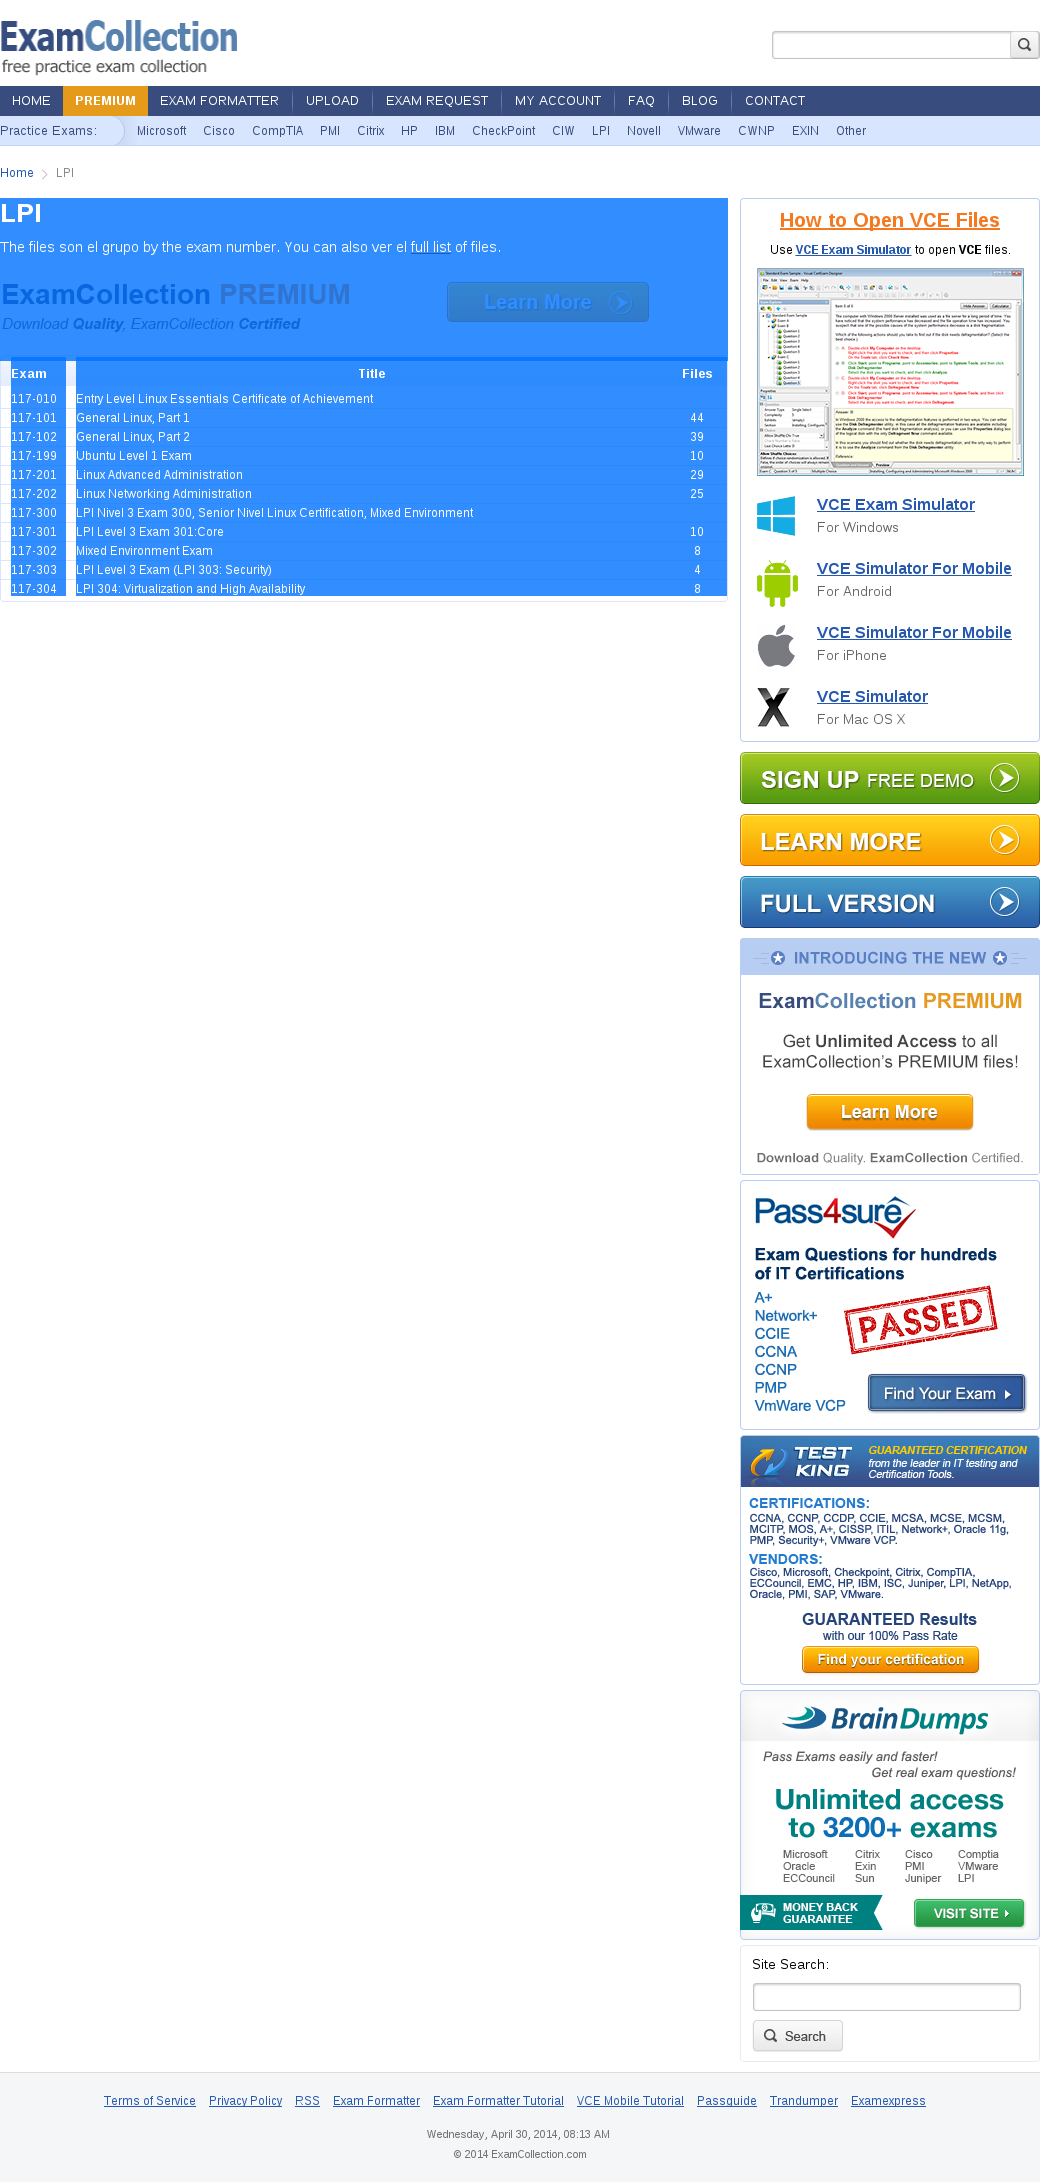 ExamCollection
free practice exam collection
HOME PREMIUM EXAM FORMATTER UPLOAD EXAM REQUEST MY ACCOUNT FAQ BLOG CONTACT
Practice Exams: Microsoft Cisco CompTIA PMI Citrix HP IBM CheckPoint CIW LPI Novell VMware CWNP EXIN Other
Home LPI
LPI
The files son el grupo by the exam number. You can also ver el full list of files.
ExamCollection PREMIUM
Learn More
Download Quality, ExamCollection Certified
Exam Title Files
117-010 Entry Level Linux Essentials Certificate of Achievement
117-101 General Linux, Part 1 44
117-102 General Linux, Part 2 39
117-199 Ubuntu Level 1 Exam 10
117-201 Linux Advanced Administration 29
117-202 Linux Networking Administration 25
117-300 LPI Nivel 3 Exam 300, Senior Nivel Linux Certification, Mixed Environment
117-301 LPI Level 3 Exam 301:Core 10
117-302 Mixed Environment Exam 8
117-303 LPI Level 3 Exam (LPI 303: Security) 4
117-304 LPI 304: Virtualization and High Availability 8
How to Open VCE Files
Use VCE Exam Simulator to open VCE files.
VCE Exam Simulator
For Windows
VCE Simulator For Mobile
For Android
VCE Simulator For Mobile
For iPhone
VCE Simulator
For Mac OS X
SIGN UP FREE DEMO
LEARN MORE
FULL VERSION
INTRODUCING THE NEW
ExamCollection PREMIUM
Get Unlimited Access to all
ExamCollection's PREMIUM files!
Learn More
Download Quality. ExamCollection Certified.
Pass4sure
Exam Questions for hundreds
of IT Certifications
A+
Network+
CCIE
CCNA
CCNP
PMP
VmWare VCP
PASSED
Find Your Exam
TEST
KING
GUARANTEED CERTIFICATION
from the leader in IT testing and
Certification Tools.
CERTIFICATIONS:
CCNA, CCNP, CCDP, CCIE, MCSA, MCSE, MCSM,
MCITP, MOS, A+, CISSP, ITIL, Network+, Oracle 11g,
PMP, Security+, VMware VCP.
VENDORS:
Cisco, Microsoft, Checkpoint, Citrix, CompTIA,
ECCouncil, EMC, HP, IBM, ISC, Juniper, LPI, NetApp,
Oracle, PMI, SAP, VMware.
GUARANTEED Results
with our 100% Pass Rate
Find your certification
BrainDumps
Pass Exams easily and faster!
Get real exam questions!
Unlimited access
to 3200+ exams
Microsoft Citrix Cisco Comptia
Oracle Exin PMI VMware
ECCouncil Sun Juniper LPI
MONEY BACK
GUARANTEE
VISIT SITE
Site Search:
Search
Terms of Service Privacy Policy RSS Exam Formatter Exam Formatter Tutorial VCE Mobile Tutorial Passguide Trandumper Examexpress
Wednesday, April 30, 2014, 08:13 AM
© 2014 ExamCollection.com